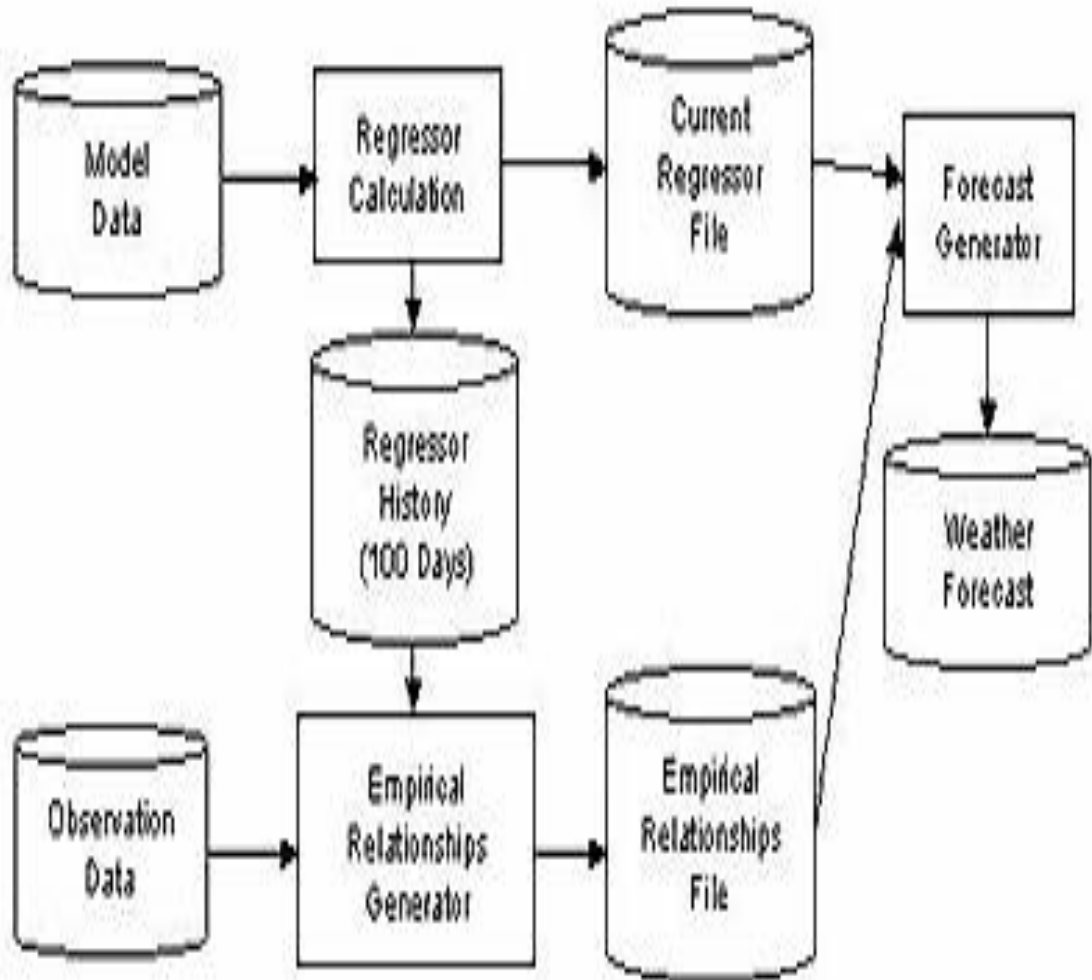 Model
Data
Regressor
Calculation
Current
Regressor
File
Forecast
Generator
Regressor
History
(100 Days)
Weather
Forecast
Observation
Data
Empirical
Relationships
Generator
Empirical
Relationships
File